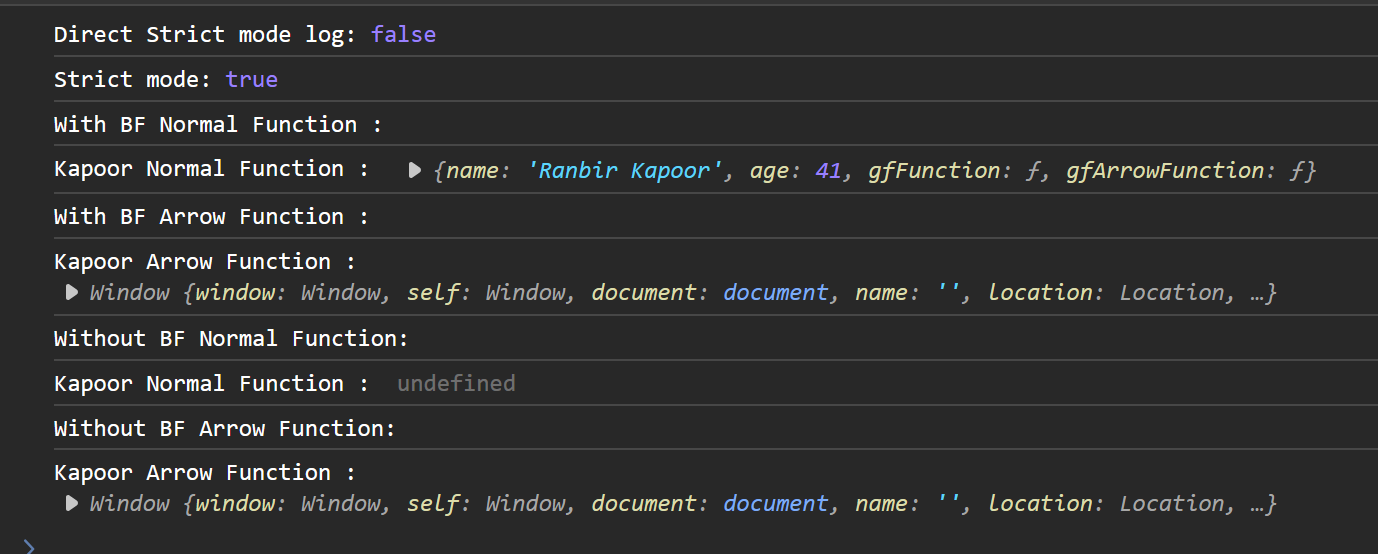 Direct Strict mode log: false
Strict mode: true
With BF Normal Function :
Kapoor Normal Function : ▶ {name: 'Ranbir Kapoor', age: 41, gfFunction: ƒ, gfArrowFunction: ƒ}
With BF Arrow Function :
Kapoor Arrow Function :
▶ Window {window: Window, self: Window, document: document, name: '', location: Location, …}
Without BF Normal Function:
Kapoor Normal Function : undefined
Without BF Arrow Function:
Kapoor Arrow Function :
▶ Window {window: Window, self: Window, document: document, name: '', location: Location, …}